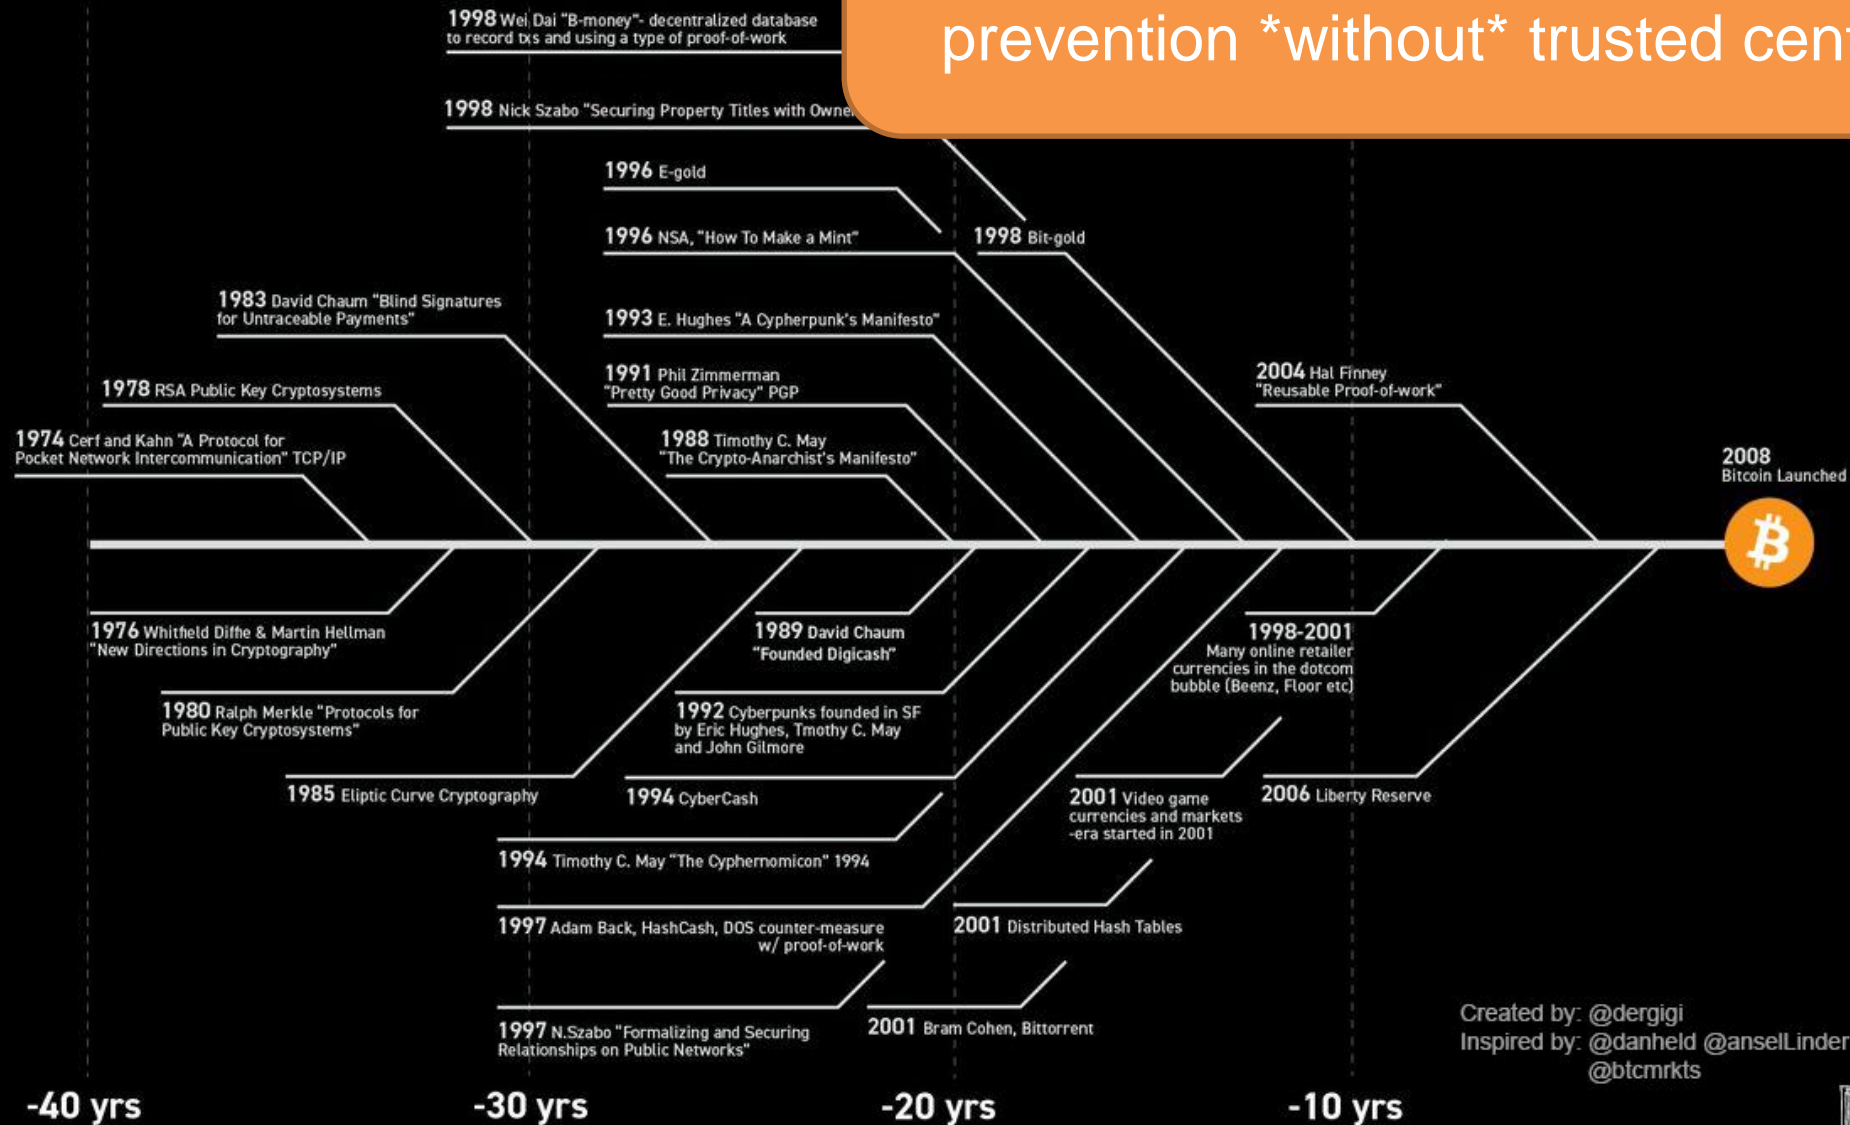 1998 Wei Dai "B-money"- decentralized database
to record txs and using a type of proof-of-work
prevention *without* trusted cent
1998 Nick Szabo "Securing Property Titles with Owne
1996 E-gold
1996 NSA, "How To Make a Mint"
1998 Bit-gold
1983 David Chaum "Blind Signatures
for Untraceable Payments"
1993 E. Hughes "A Cypherpunk's Manifesto"
1991 Phil Zimmerman
"Pretty Good Privacy" PGP
2004 Hal Finney
"Reusable Proof-of-work"
1978 RSA Public Key Cryptosystems
1974 Cerf and Kahn "A Protocol for
Pocket Network Intercommunication" TCP/IP
1988 Timothy C. May
"The Crypto-Anarchist's Manifesto"
2008
Bitcoin Launched
1976 Whitfield Diffie & Martin Hellman
"New Directions in Cryptography"
1989 David Chaum
"Founded Digicash"
1998-2001
Many online retailer
currencies in the dotcom
bubble (Beenz, Floor etc)
1980 Ralph Merkle "Protocols for
Public Key Cryptosystems"
1992 Cyberpunks founded in SF
by Eric Hughes, Tmothy C. May
and John Gilmore
1985 Eliptic Curve Cryptography
1994 CyberCash
2001 Video game
currencies and markets
-era started in 2001
2006 Liberty Reserve
1994 Timothy C. May "The Cyphernomicon" 1994
1997 Adam Back, HashCash, DOS counter-measure
w/ proof-of-work
2001 Distributed Hash Tables
1997 N.Szabo "Formalizing and Securing
Relationships on Public Networks"
2001 Bram Cohen, Bittorrent
Created by: @dergigi
Inspired by: @danheld @anselLinder
@btcmrkts
-40 yrs
-30 yrs
-20 yrs
-10 yrs